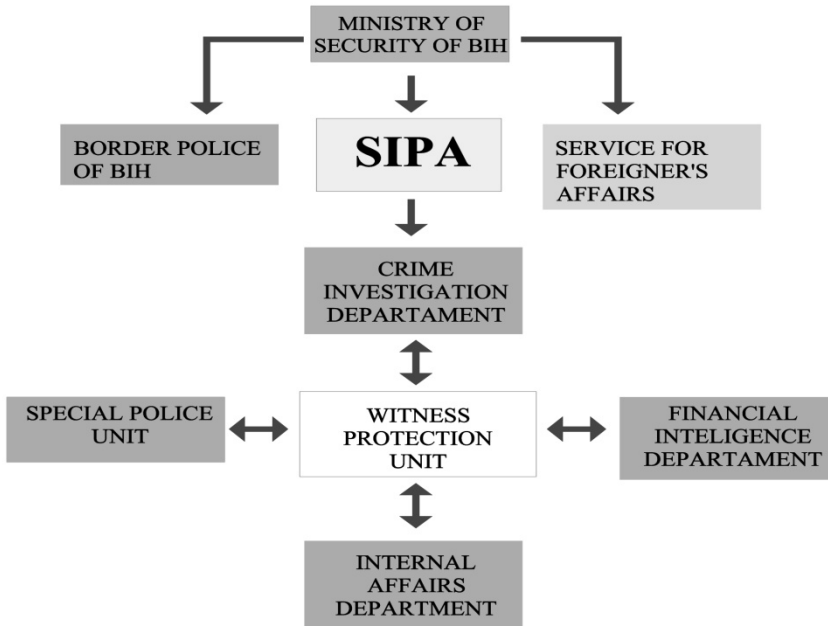 MINISTRY OF
SECURITY OF BIH
BORDER POLICE
OF BIH
SIPA
SERVICE FOR
FOREIGNER'S
AFFAIRS
CRIME
INVESTIGATION
DEPARTAMENT
SPECIAL POLICE
UNIT
WITNESS
PROTECTION
UNIT
FINANCIAL
INTELIGENCE
DEPARTAMENT
INTERNAL
AFFAIRS
DEPARTMENT